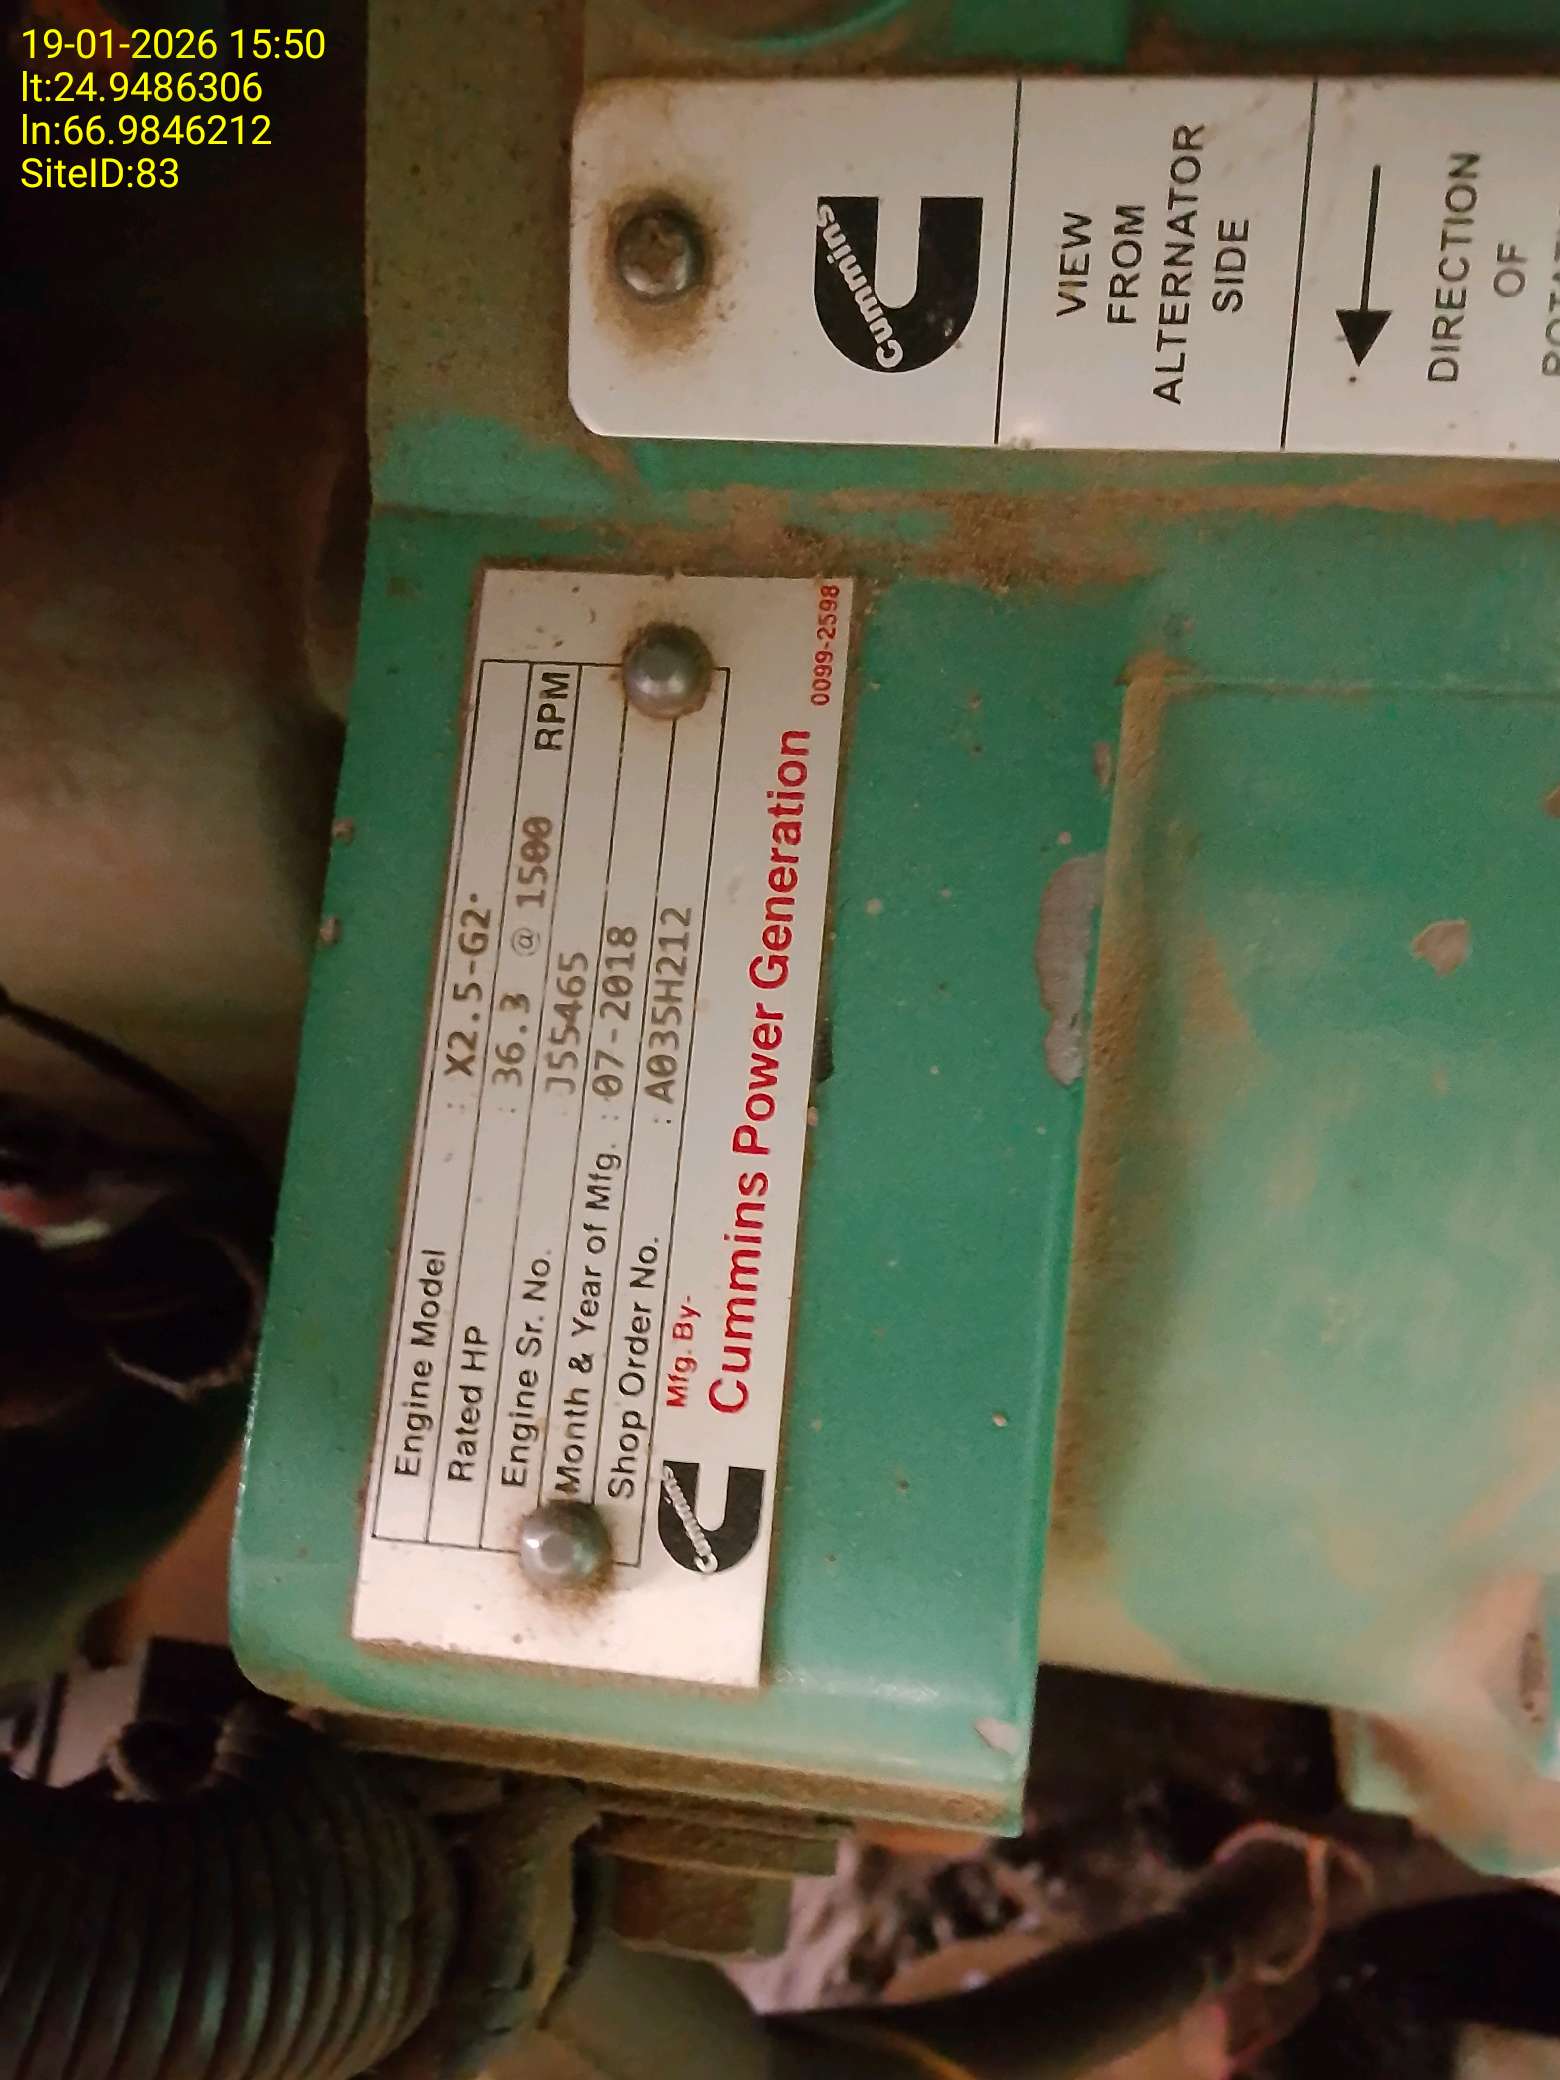 19-01-2026 15:50
lt:24.9486306
ln:66.9846212
SiteID:83
Cummins
VIEW
FROM
ALTERNATOR
SIDE
DIRECTION
OF
Engine Model : X2.5-G2
Rated HP : 36.3 @ 1500 RPM
Engine Sr. No. : J55465
Month & Year of Mfg. : 07-2018
Shop Order No. : A035H212
Cummins
Mfg. By-
Cummins Power Generation
0099-2598